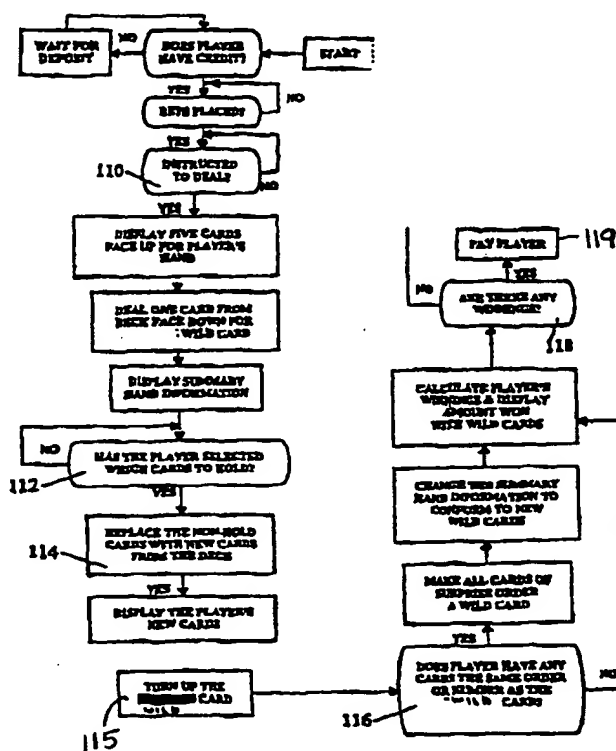 NO
WAIT FOR
DEPOSIT
DOES PLAYER
HAVE CREDIT?
START
YES
BETS PLACED?
NO
YES
INSTRUCTED
TO DEAL?
NO
110
YES
DISPLAY FIVE CARDS
FACE UP FOR PLAYER'S
HAND
DEAL ONE CARD FROM
DECK FACE DOWN FOR
WILD CARD
DISPLAY SUMMARY
HAND INFORMATION
NO
HAS THE PLAYER SELECTED
WHICH CARDS TO HOLD?
112
YES
REPLACE THE NON-HOLD
CARDS WITH NEW CARDS
FROM THE DECK
114
YES
DISPLAY THE PLAYER'S
NEW CARDS
TURN UP THE
CARD
WILD
115
PAY PLAYER
119
YES
NO
ARE THERE ANY
WINNINGS?
118
CALCULATE PLAYER'S
WINNINGS & DISPLAY
AMOUNT WON
WITH WILD CARDS
CHANGE THE SUMMARY
HAND INFORMATION TO
CONFORM TO NEW
WILD CARDS
MAKE ALL CARDS OF
SURPRISE ORDER
A WILD CARD
YES
DOES PLAYER HAVE ANY
CARDS THE SAME ORDER
OR NUMBER AS THE
WILD CARD?
NO
116